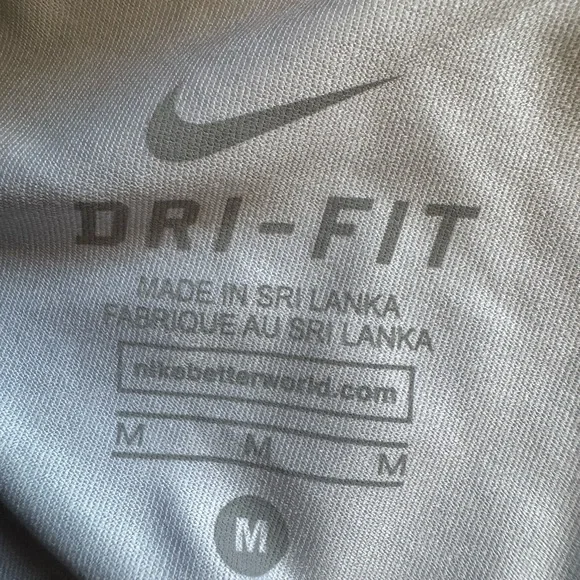 DRI-FIT
MADE IN SRI LANKA
FABRIQUE AU SRI LANKA
nikebetterworld.com
M M M
M